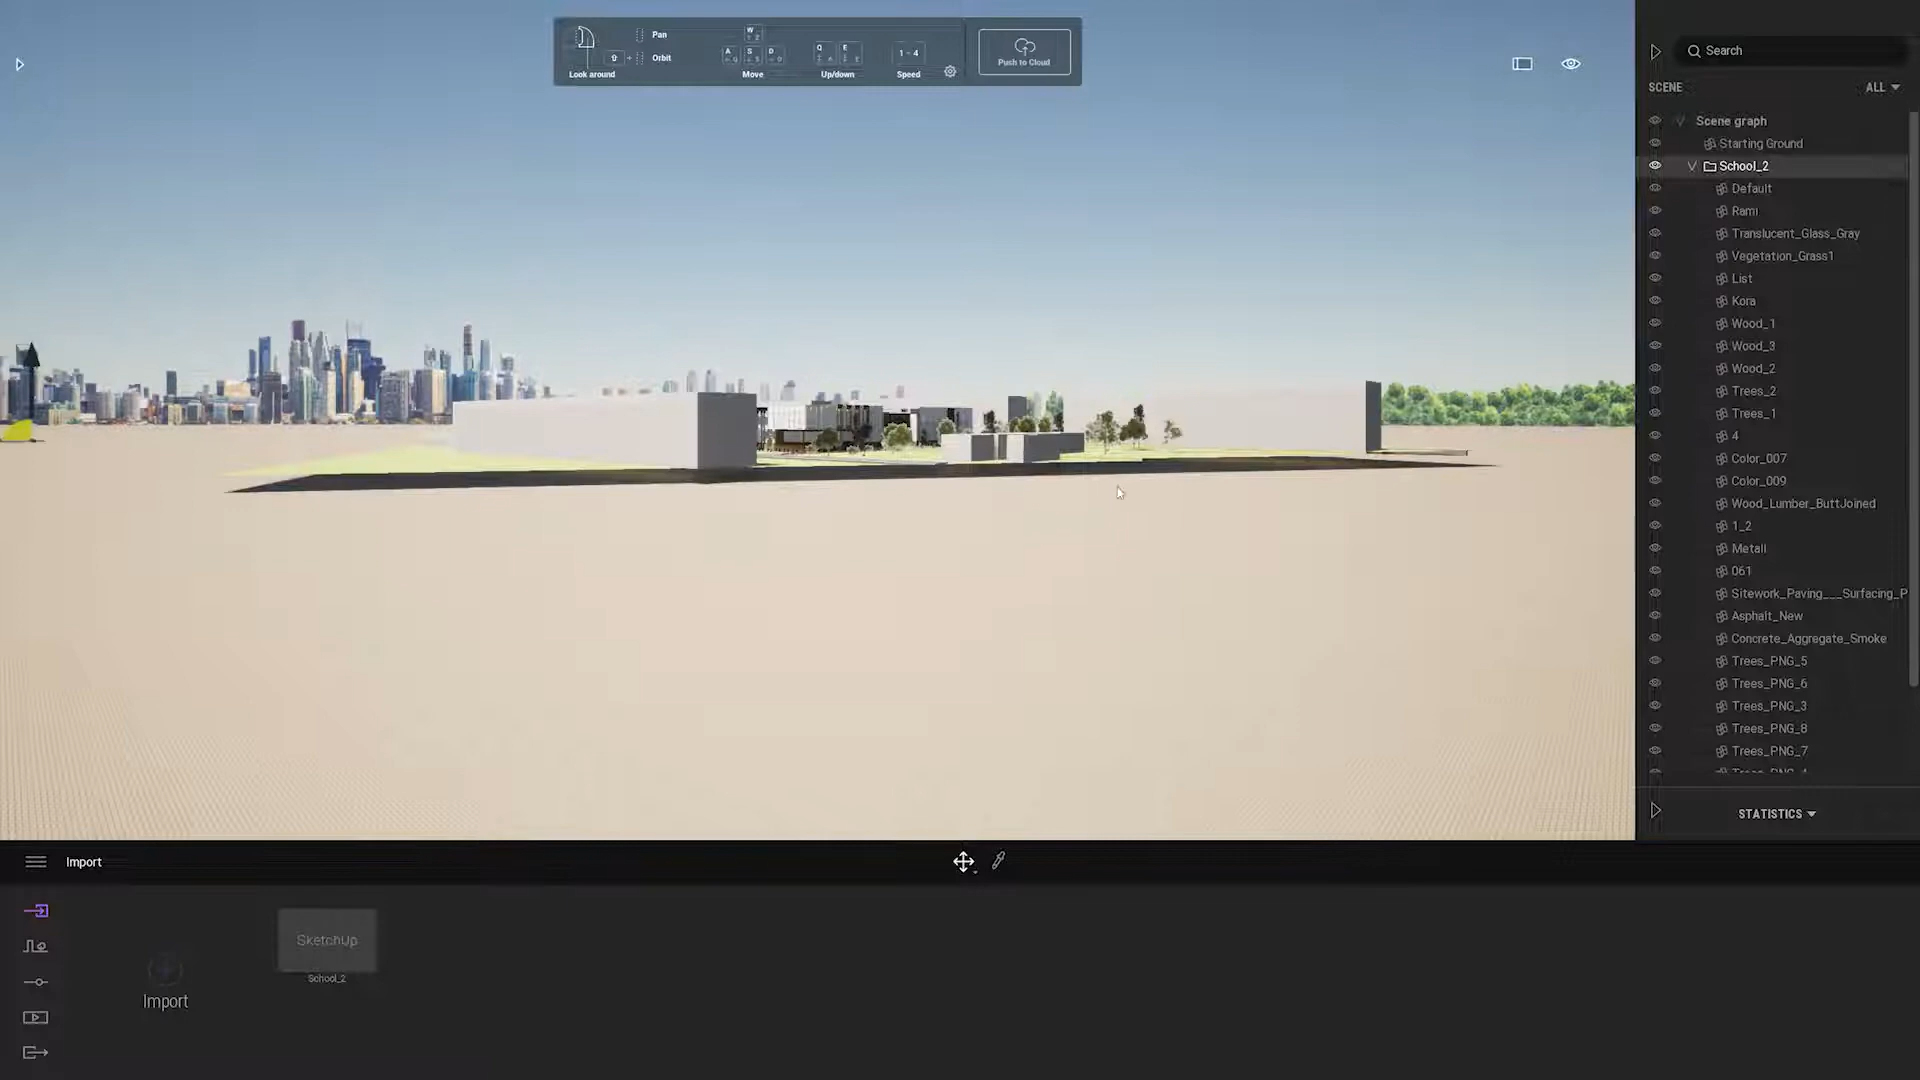 Pan
Orbit
Look around
W
A S D
Move
Q E
Up/down
1 - 4
Speed
Push to Cloud
Search
SCENE
ALL
Scene graph
Starting Ground
School_2
Default
Rami
Translucent_Glass_Gray
Vegetation_Grass1
List
Kora
Wood_1
Wood_3
Wood_2
Trees_2
Trees_1
4
Color_007
Color_009
Wood_Lumber_ButtJoined
1_2
Metall
061
Sitework_Paving___Surfacing_P
Asphalt_New
Concrete_Aggregate_Smoke
Trees_PNG_5
Trees_PNG_6
Trees_PNG_3
Trees_PNG_8
Trees_PNG_7
STATISTICS
Import
SketchUp
School_2
Import